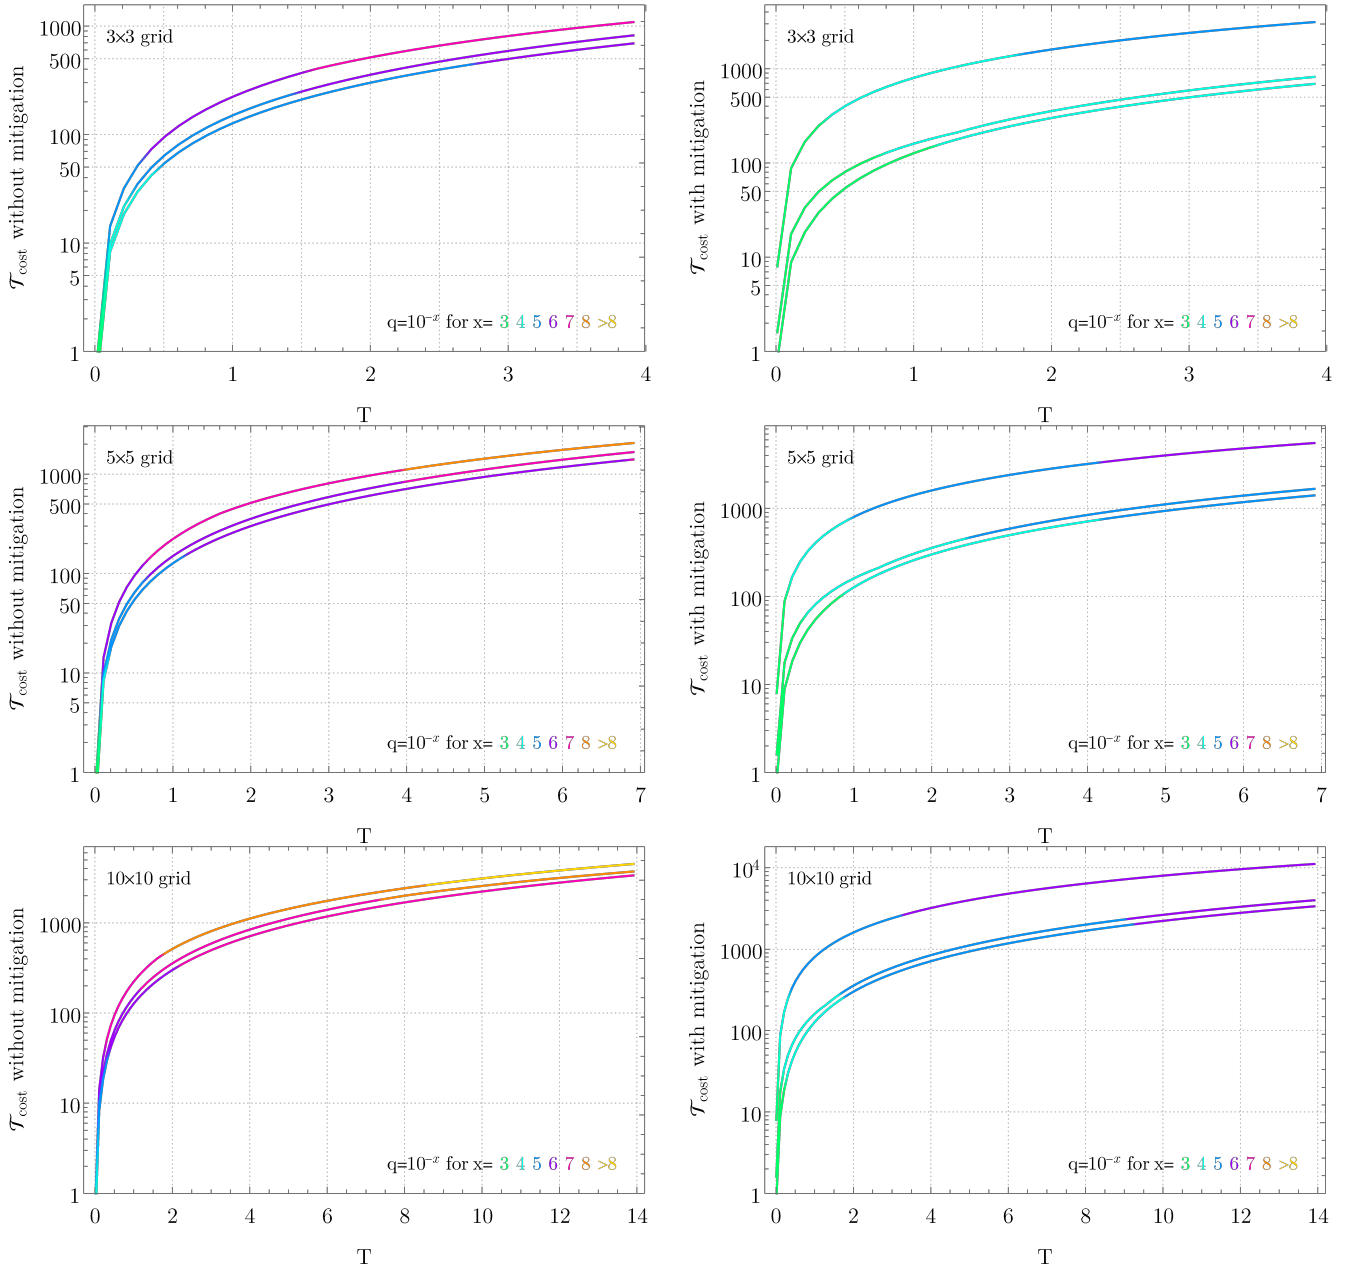 𝒯cost without mitigation
1000
500
100
50
10
5
1
3×3 grid
q=10⁻ˣ for x= 3 4 5 6 7 8 >8
0 1 2 3 4
T
𝒯cost with mitigation
1000
500
100
50
10
5
1
3×3 grid
q=10⁻ˣ for x= 3 4 5 6 7 8 >8
0 1 2 3 4
T
𝒯cost without mitigation
1000
500
100
50
10
5
1
5×5 grid
q=10⁻ˣ for x= 3 4 5 6 7 8 >8
0 1 2 3 4 5 6 7
T
𝒯cost with mitigation
1000
500
100
10
1
5×5 grid
q=10⁻ˣ for x= 3 4 5 6 7 8 >8
0 1 2 3 4 5 6 7
T
𝒯cost without mitigation
1000
100
10
1
10×10 grid
q=10⁻ˣ for x= 3 4 5 6 7 8 >8
0 2 4 6 8 10 12 14
T
𝒯cost with mitigation
10⁴
1000
100
10
1
10×10 grid
q=10⁻ˣ for x= 3 4 5 6 7 8 >8
0 2 4 6 8 10 12 14
T